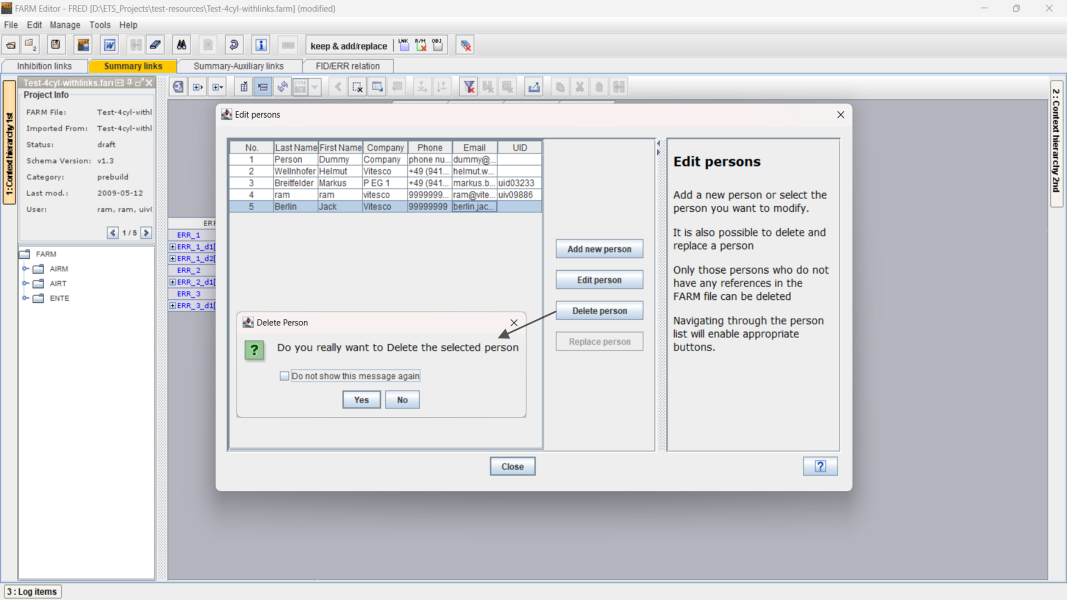 FARM Editor - FRED [D:\ETS_Projects\test-resources\Test-4cyl-withlinks.farm] (modified)
File Edit Manage Tools Help
keep & add/replace LNK R/M OBJ
Inhibition links Summary links Summary-Auxiliary links FID/ERR relation
1: Context hierarchy 1st
Test-4cyl-withlinks.farm
Project Info
FARM File: Test-4cyl-withl
Imported From: Test-4cyl-withl
Status: draft
Schema Version: v1.3
Category: prebuild
Last mod.: 2009-05-12
User: ram, ram, uivl
1 / 5
FARM
AIRM
AIRT
ENTE
ERR
ERR_1
ERR_1_d1[
ERR_1_d2[
ERR_2
ERR_2_d1[
ERR_3
ERR_3_d1[
Edit persons
No. Last Name First Name Company Phone Email UID
1 Person Dummy Company phone nu... dummy@...
2 Wellnhofer Helmut Vitesco +49 (941... helmut.w...
3 Breitfelder Markus P EG 1 +49 (941... markus.b... uid03233
4 ram ram vitesco 9999999... ram@vite... uiv09886
5 Berlin Jack Vitesco 99999999 berlin.jac...
Add new person
Edit person
Delete person
Replace person
Delete Person
? Do you really want to Delete the selected person
Do not show this message again
Yes No
Close
Edit persons
Add a new person or select the
person you want to modify.
It is also possible to delete and
replace a person
Only those persons who do not
have any references in the
FARM file can be deleted
Navigating through the person
list will enable appropriate
buttons.
?
2 : Context hierarchy 2nd
3 : Log items